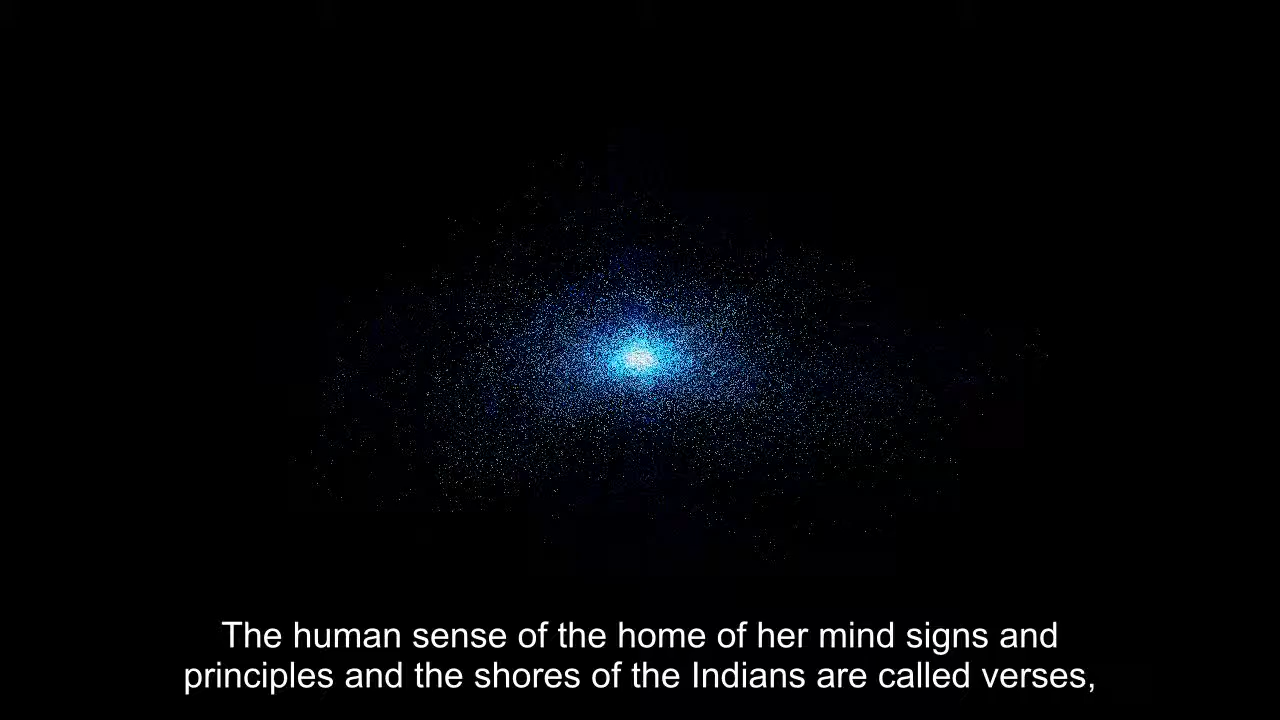 The human sense of the home of her mind signs and
principles and the shores of the Indians are called verses,